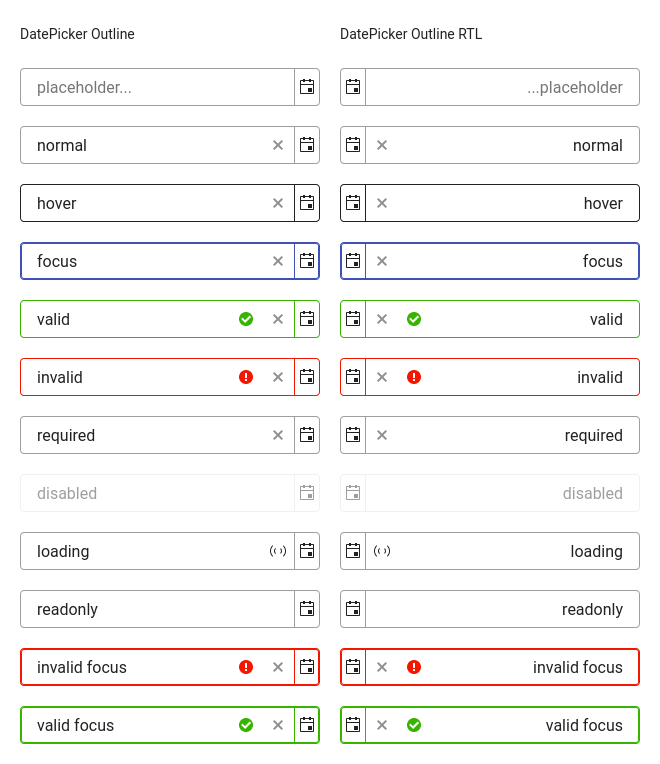 DatePicker Outline
DatePicker Outline RTL
placeholder...
...placeholder
normal
normal
hover
hover
focus
focus
valid
valid
invalid
invalid
required
required
disabled
disabled
loading
loading
readonly
readonly
invalid focus
invalid focus
valid focus
valid focus